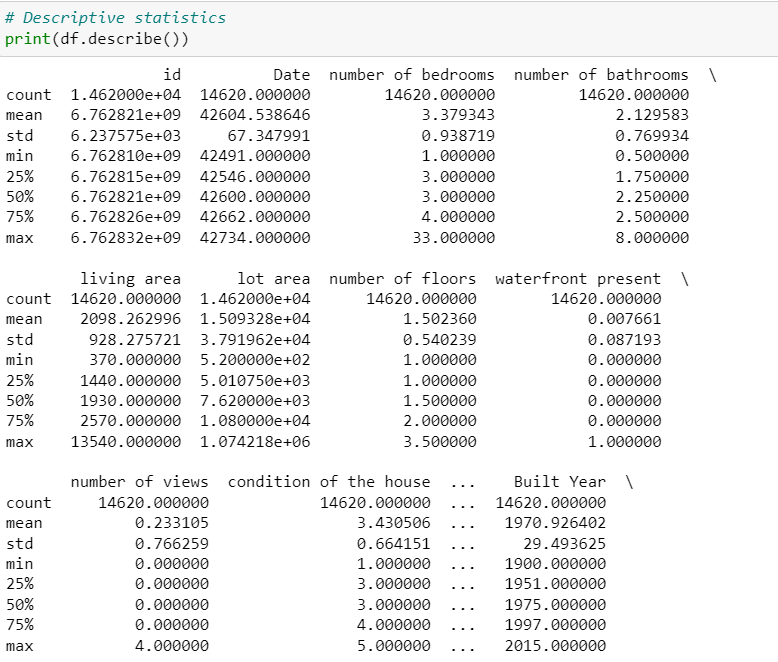 # Descriptive statistics
print(df.describe())
id Date number of bedrooms number of bathrooms \
count 1.462000e+04 14620.000000 14620.000000 14620.000000
mean 6.762821e+09 42604.538646 3.379343 2.129583
std 6.237575e+03 67.347991 0.938719 0.769934
min 6.762810e+09 42491.000000 1.000000 0.500000
25% 6.762815e+09 42546.000000 3.000000 1.750000
50% 6.762821e+09 42600.000000 3.000000 2.250000
75% 6.762826e+09 42662.000000 4.000000 2.500000
max 6.762832e+09 42734.000000 33.000000 8.000000
living area lot area number of floors waterfront present \
count 14620.000000 1.462000e+04 14620.000000 14620.000000
mean 2098.262996 1.509328e+04 1.502360 0.007661
std 928.275721 3.791962e+04 0.540239 0.087193
min 370.000000 5.200000e+02 1.000000 0.000000
25% 1440.000000 5.010750e+03 1.000000 0.000000
50% 1930.000000 7.620000e+03 1.500000 0.000000
75% 2570.000000 1.080000e+04 2.000000 0.000000
max 13540.000000 1.074218e+06 3.500000 1.000000
number of views condition of the house ... Built Year \
count 14620.000000 14620.000000 ... 14620.000000
mean 0.233105 3.430506 ... 1970.926402
std 0.766259 0.664151 ... 29.493625
min 0.000000 1.000000 ... 1900.000000
25% 0.000000 3.000000 ... 1951.000000
50% 0.000000 3.000000 ... 1975.000000
75% 0.000000 4.000000 ... 1997.000000
max 4.000000 5.000000 ... 2015.000000